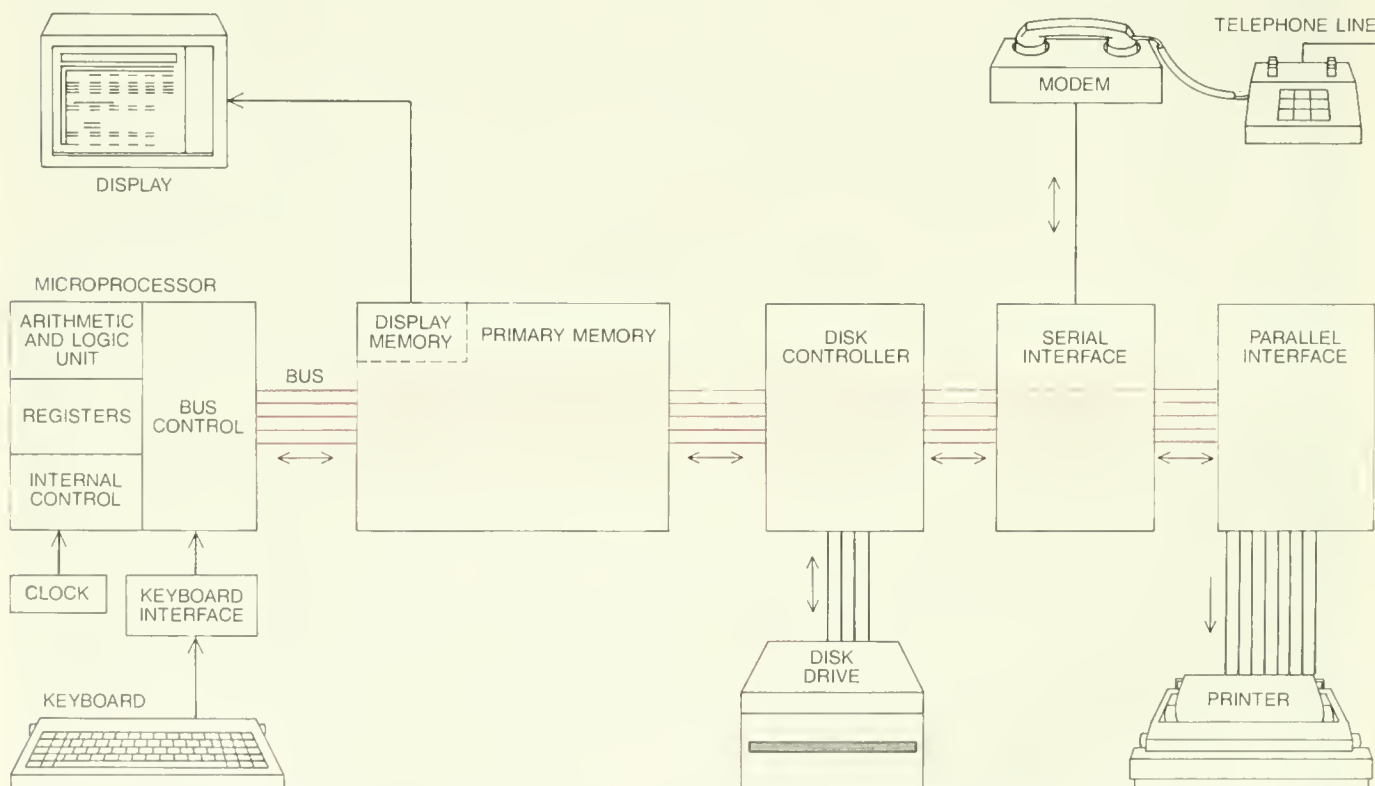 TELEPHONE LINE
MODEM
DISPLAY
MICROPROCESSOR
ARITHMETIC
AND LOGIC
UNIT
REGISTERS
INTERNAL
CONTROL
BUS
CONTROL
BUS
DISPLAY
MEMORY
PRIMARY MEMORY
DISK
CONTROLLER
SERIAL
INTERFACE
PARALLEL
INTERFACE
CLOCK
KEYBOARD
INTERFACE
KEYBOARD
DISK
DRIVE
PRINTER